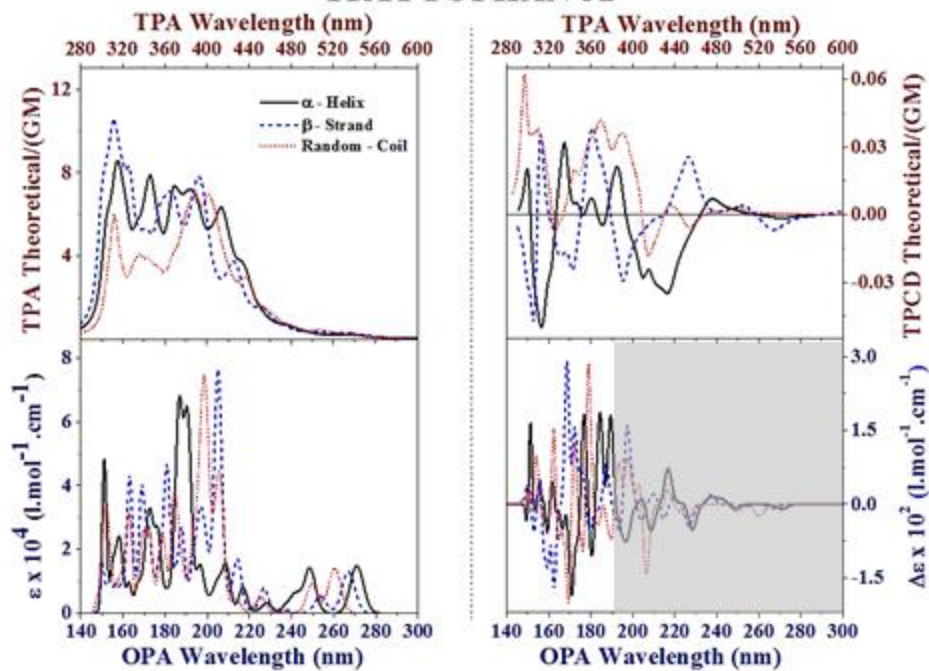 TPA Wavelength (nm)
280 320 360 400 440 480 520 560 600
TPA Theoretical/(GM)
12
8
4
α - Helix
β - Strand
Random - Coil
ε x 10⁴ (l.mol⁻¹.cm⁻¹)
8
6
4
2
0
140 160 180 200 220 240 260 280 300
OPA Wavelength (nm)
TPA Wavelength (nm)
280 320 360 400 440 480 520 560 600
0.06
0.03
0.00
-0.03
TPCD Theoretical/(GM)
3.0
1.5
0.0
-1.5
Δε x 10² (l.mol⁻¹.cm⁻¹)
140 160 180 200 220 240 260 280 300
OPA Wavelength (nm)